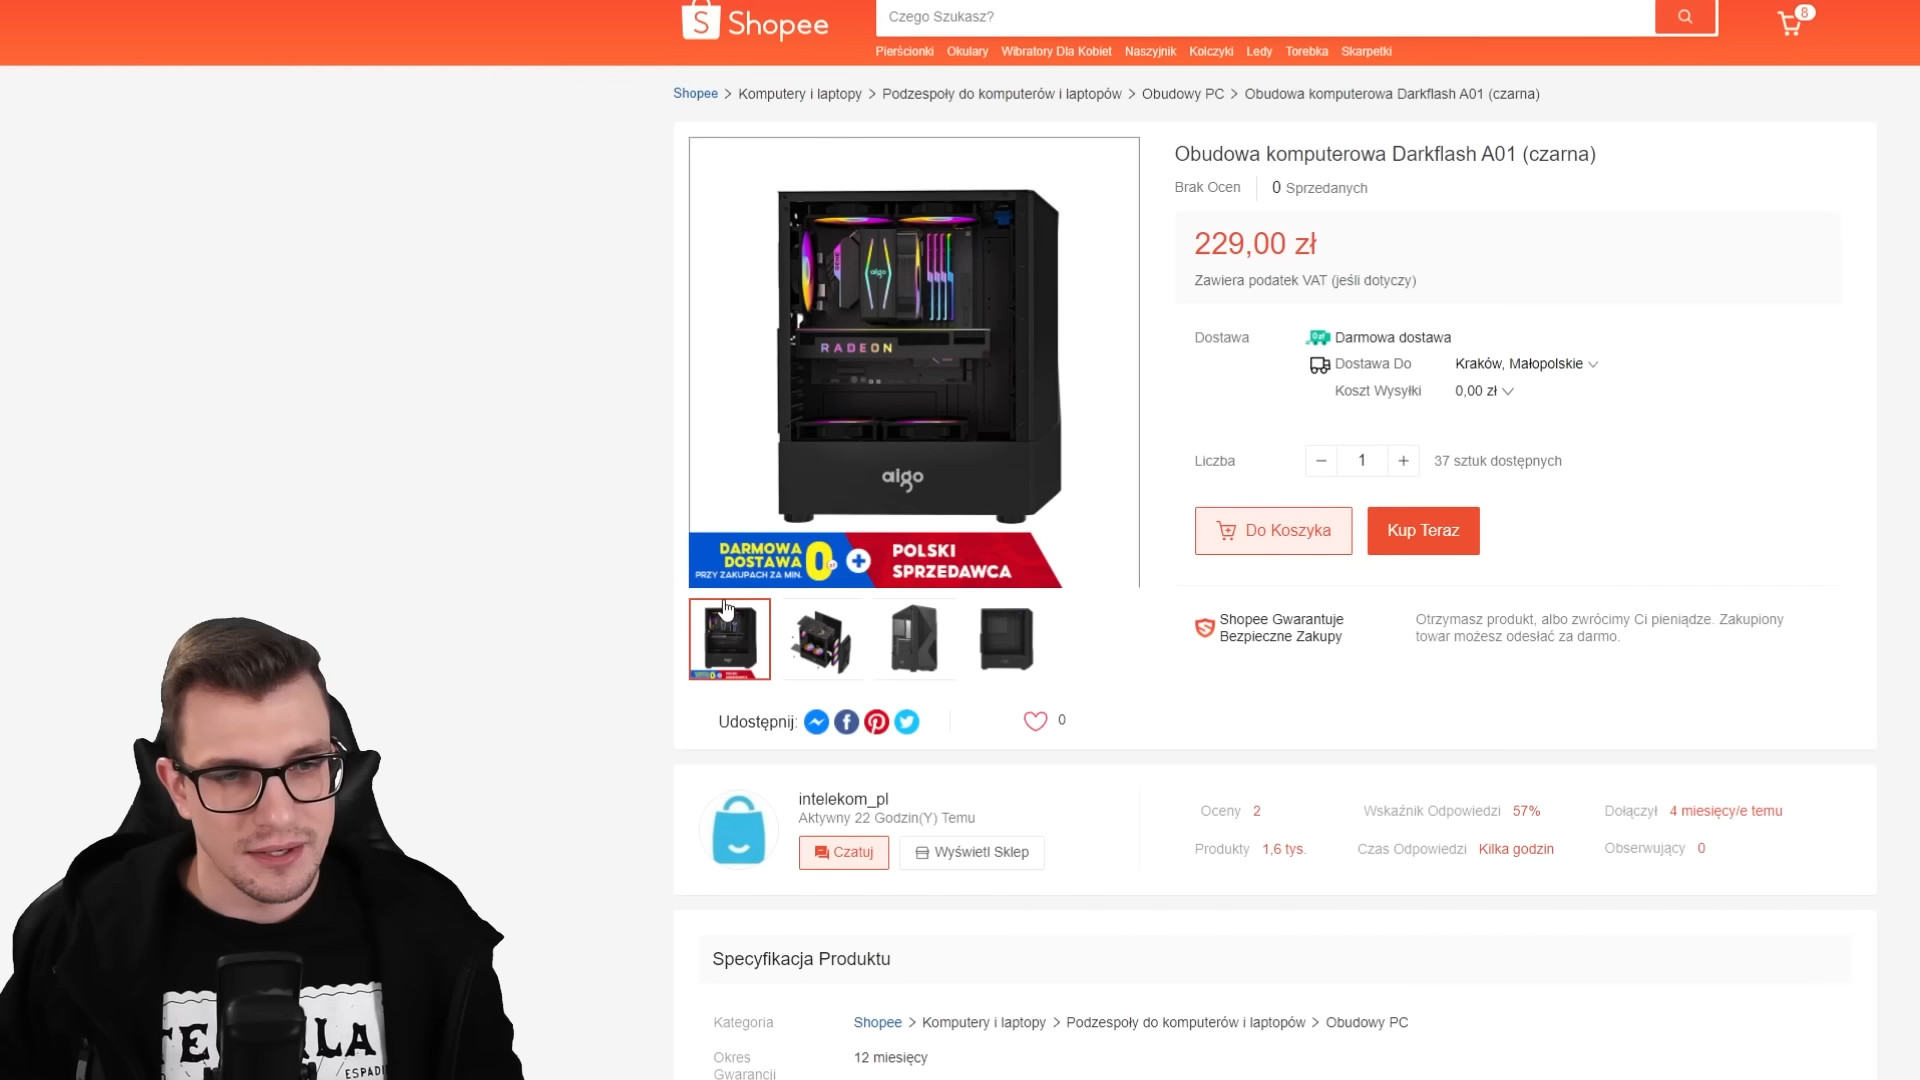 Shopee
Czego Szukasz?
8
Pierścionki Okulary Wibratory Dla Kobiet Naszyjnik Kolczyki Ledy Torebka Skarpetki
Shopee > Komputery i laptopy > Podzespoły do komputerów i laptopów > Obudowy PC > Obudowa komputerowa Darkflash A01 (czarna)
Obudowa komputerowa Darkflash A01 (czarna)
Brak Ocen
0 Sprzedanych
229,00 zł
Zawiera podatek VAT (jeśli dotyczy)
aigo
RADEON
aigo
DARMOWA
DOSTAWA
PRZY ZAKUPACH ZA MIN.
0 zł
+
POLSKI
SPRZEDAWCA
Dostawa
Darmowa dostawa
Dostawa Do Kraków, Małopolskie
Koszt Wysyłki 0,00 zł
Liczba
− 1 + 37 sztuk dostępnych
Do Koszyka
Kup Teraz
Shopee Gwarantuje
Bezpieczne Zakupy
Otrzymasz produkt, albo zwrócimy Ci pieniądze. Zakupiony
towar możesz odesłać za darmo.
Udostępnij:
0
intelekom_pl
Aktywny 22 Godzin(Y) Temu
Czatuj
Wyświetl Sklep
Oceny 2
Wskaźnik Odpowiedzi 57%
Dołączył 4 miesięcy/e temu
Produkty 1,6 tys.
Czas Odpowiedzi Kilka godzin
Obserwujący 0
Specyfikacja Produktu
Kategoria
Shopee > Komputery i laptopy > Podzespoły do komputerów i laptopów > Obudowy PC
Okres
Gwarancji
12 miesięcy